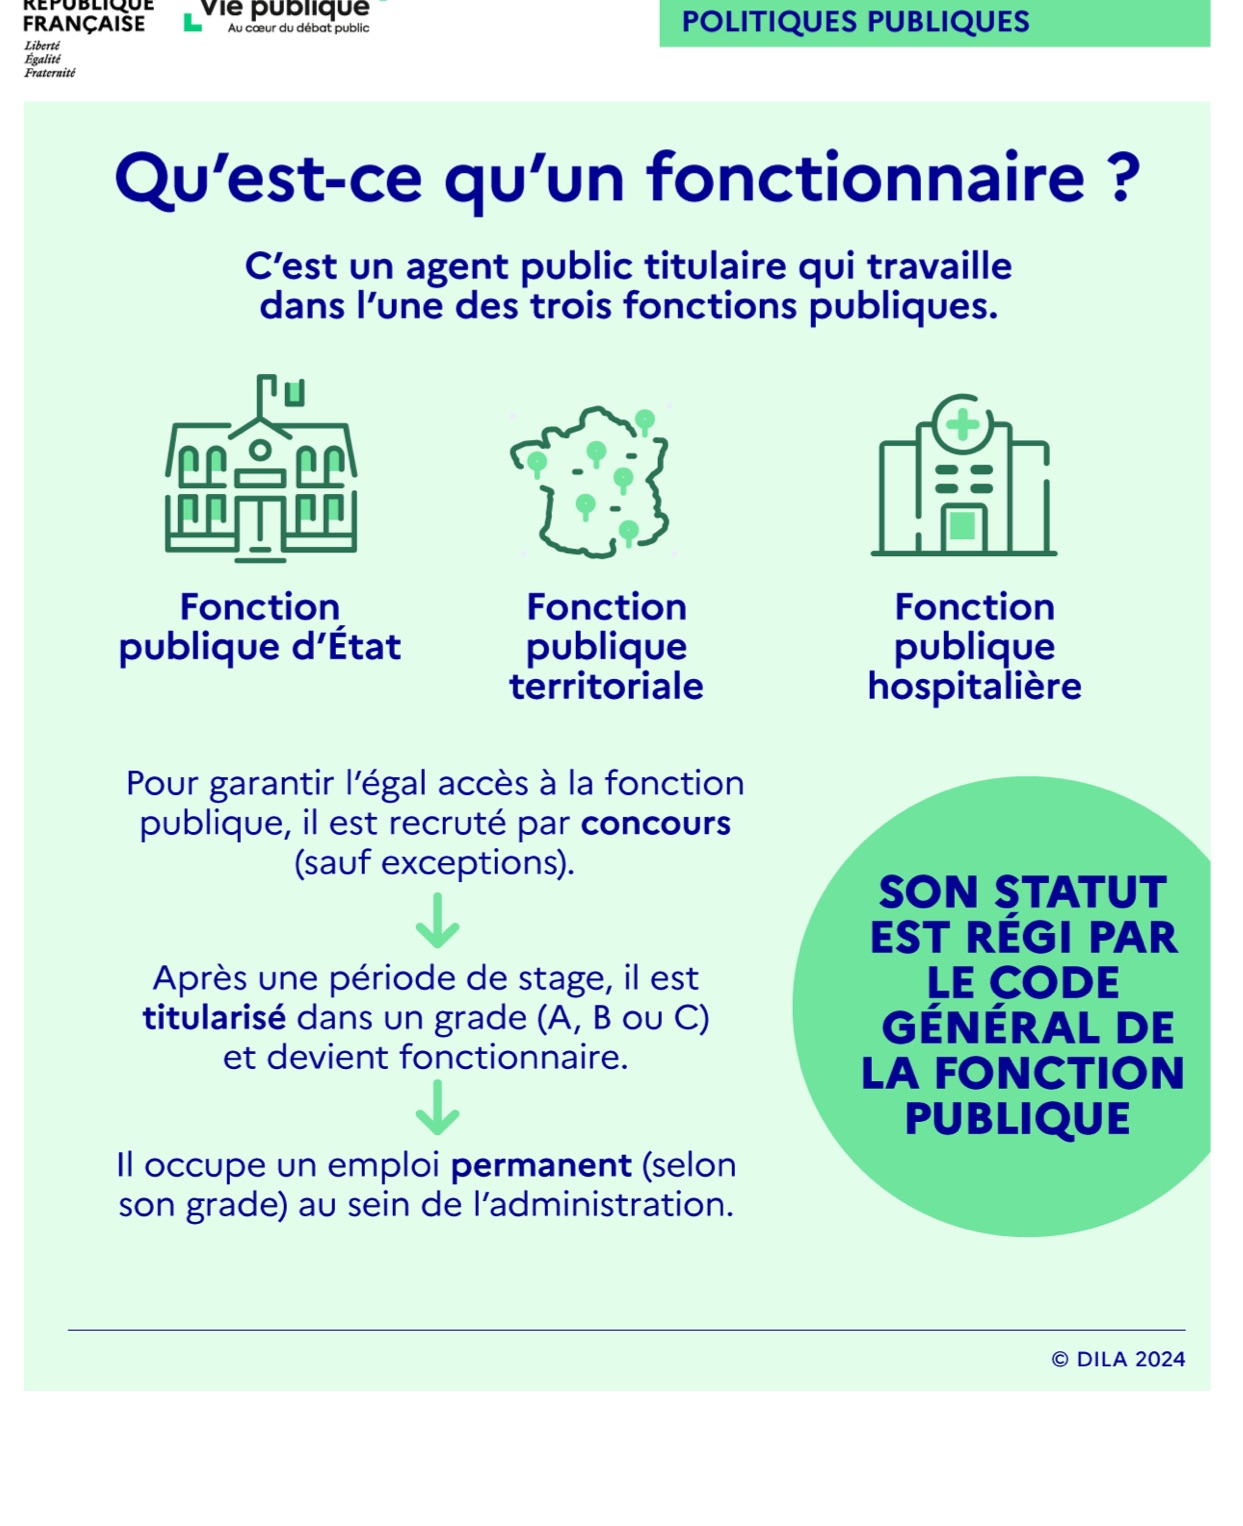 RÉPUBLIQUE
FRANÇAISE
Liberté
Égalité
Fraternité
Vie publique
Au cœur du débat public
POLITIQUES PUBLIQUES
Qu’est-ce qu’un fonctionnaire ?
C’est un agent public titulaire qui travaille
dans l’une des trois fonctions publiques.
Fonction
publique d’État
Fonction
publique
territoriale
Fonction
publique
hospitalière
Pour garantir l’égal accès à la fonction
publique, il est recruté par concours
(sauf exceptions).
Après une période de stage, il est
titularisé dans un grade (A, B ou C)
et devient fonctionnaire.
Il occupe un emploi permanent (selon
son grade) au sein de l’administration.
SON STATUT
EST RÉGI PAR
LE CODE
GÉNÉRAL DE
LA FONCTION
PUBLIQUE
© DILA 2024